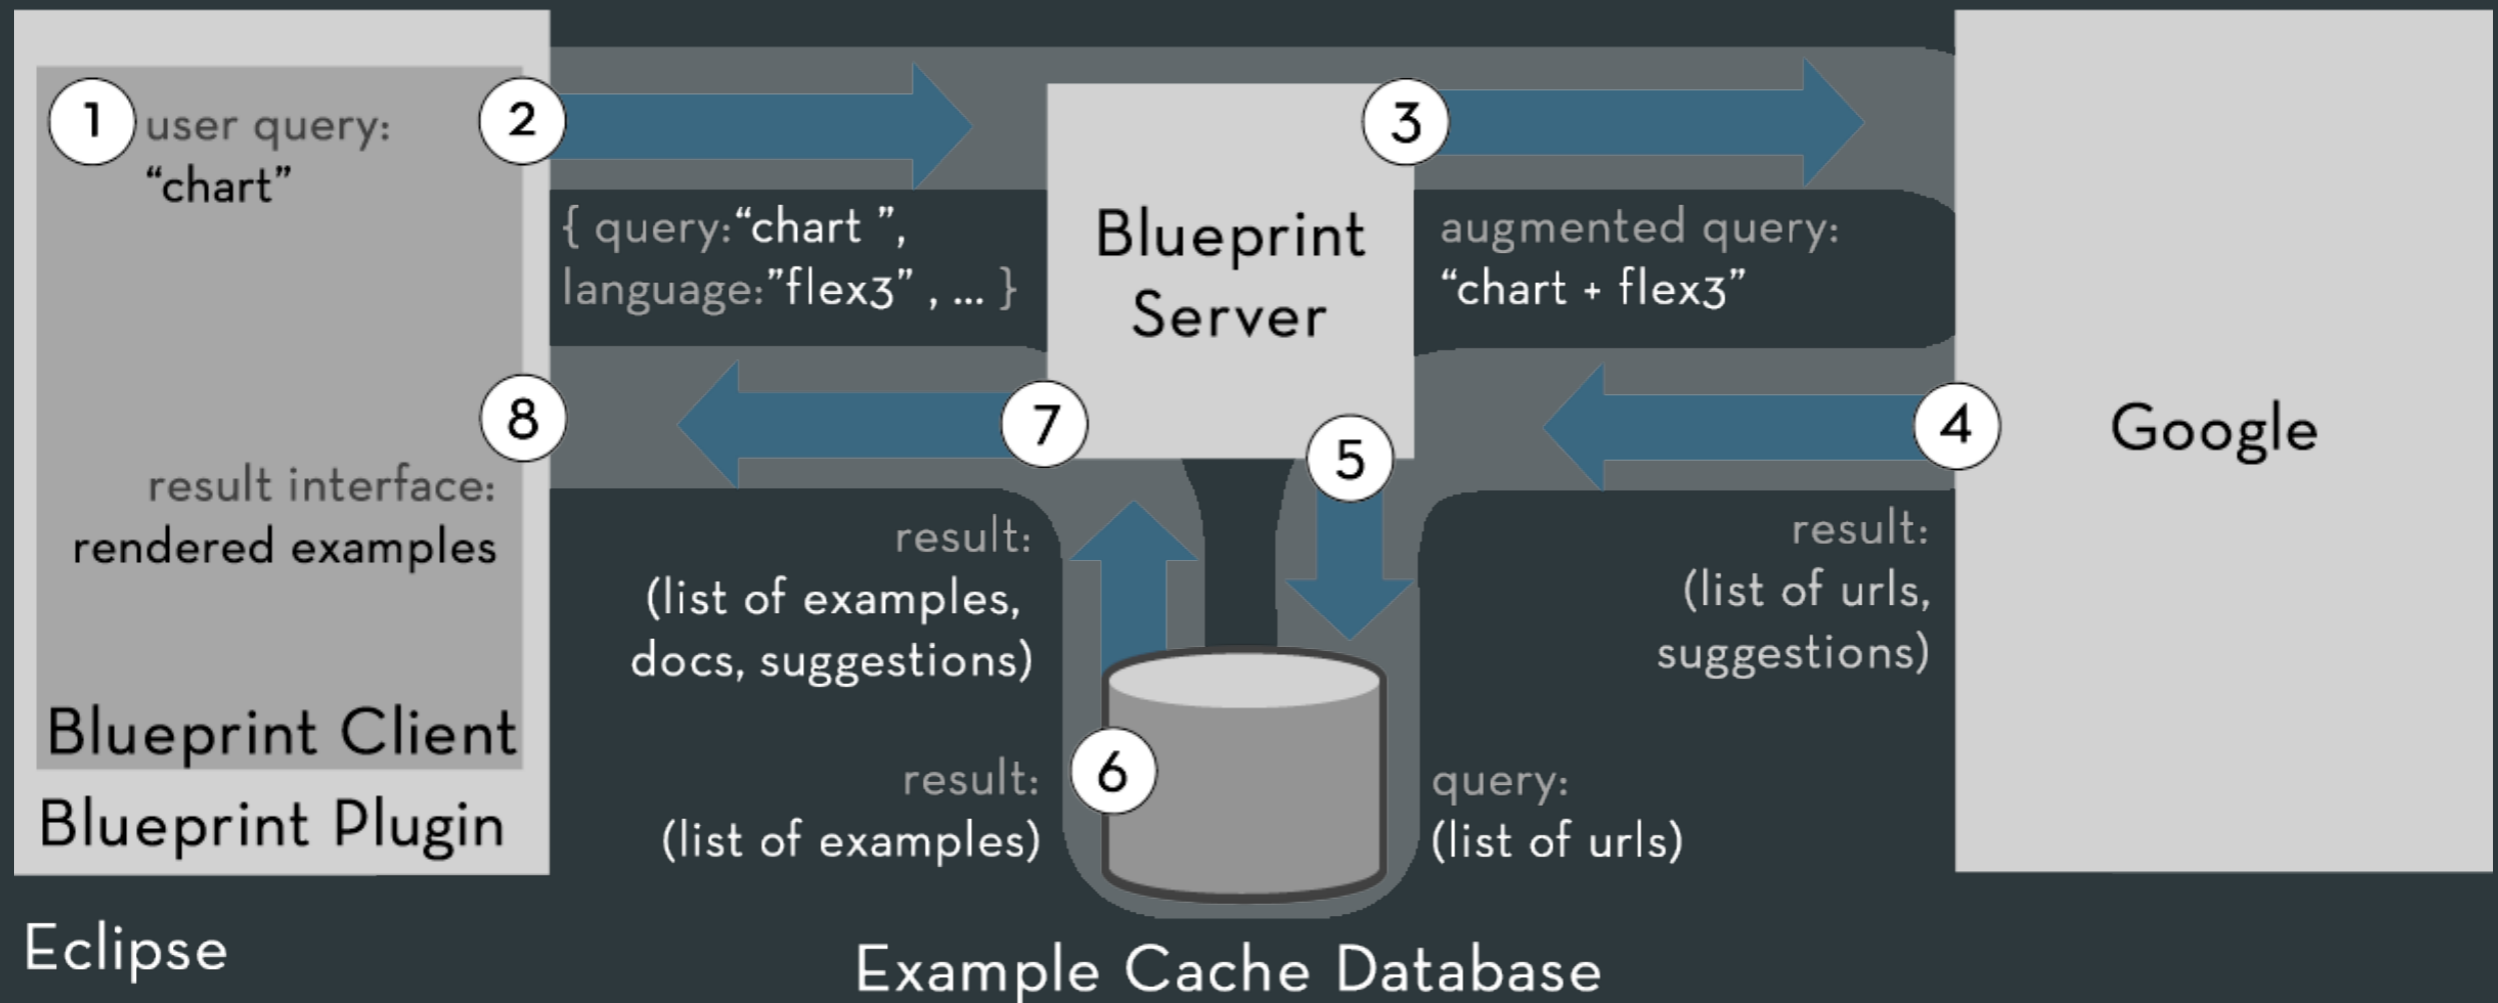 1
user query:
“chart”
2
{ query:“chart ”,
language:”flex3” , ... }
Blueprint
Server
3
augmented query:
“chart + flex3”
Google
4
result:
(list of urls,
suggestions)
5
query:
(list of urls)
6
result:
(list of examples)
7
result:
(list of examples,
docs, suggestions)
8
result interface:
rendered examples
Blueprint Client
Blueprint Plugin
Eclipse
Example Cache Database